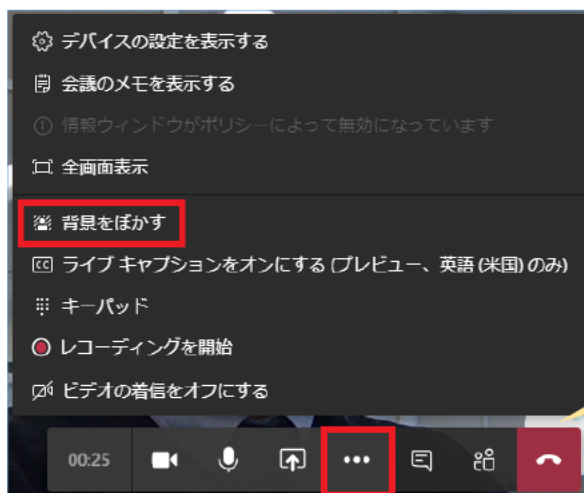 デバイスの設定を表示する
会議のメモを表示する
情報ウィンドウがポリシーによって無効になっています
全画面表示
背景をぼかす
CC ライブ キャプションをオンにする (プレビュー、英語 (米国) のみ)
キーパッド
レコーディングを開始
ビデオの着信をオフにする
00:25